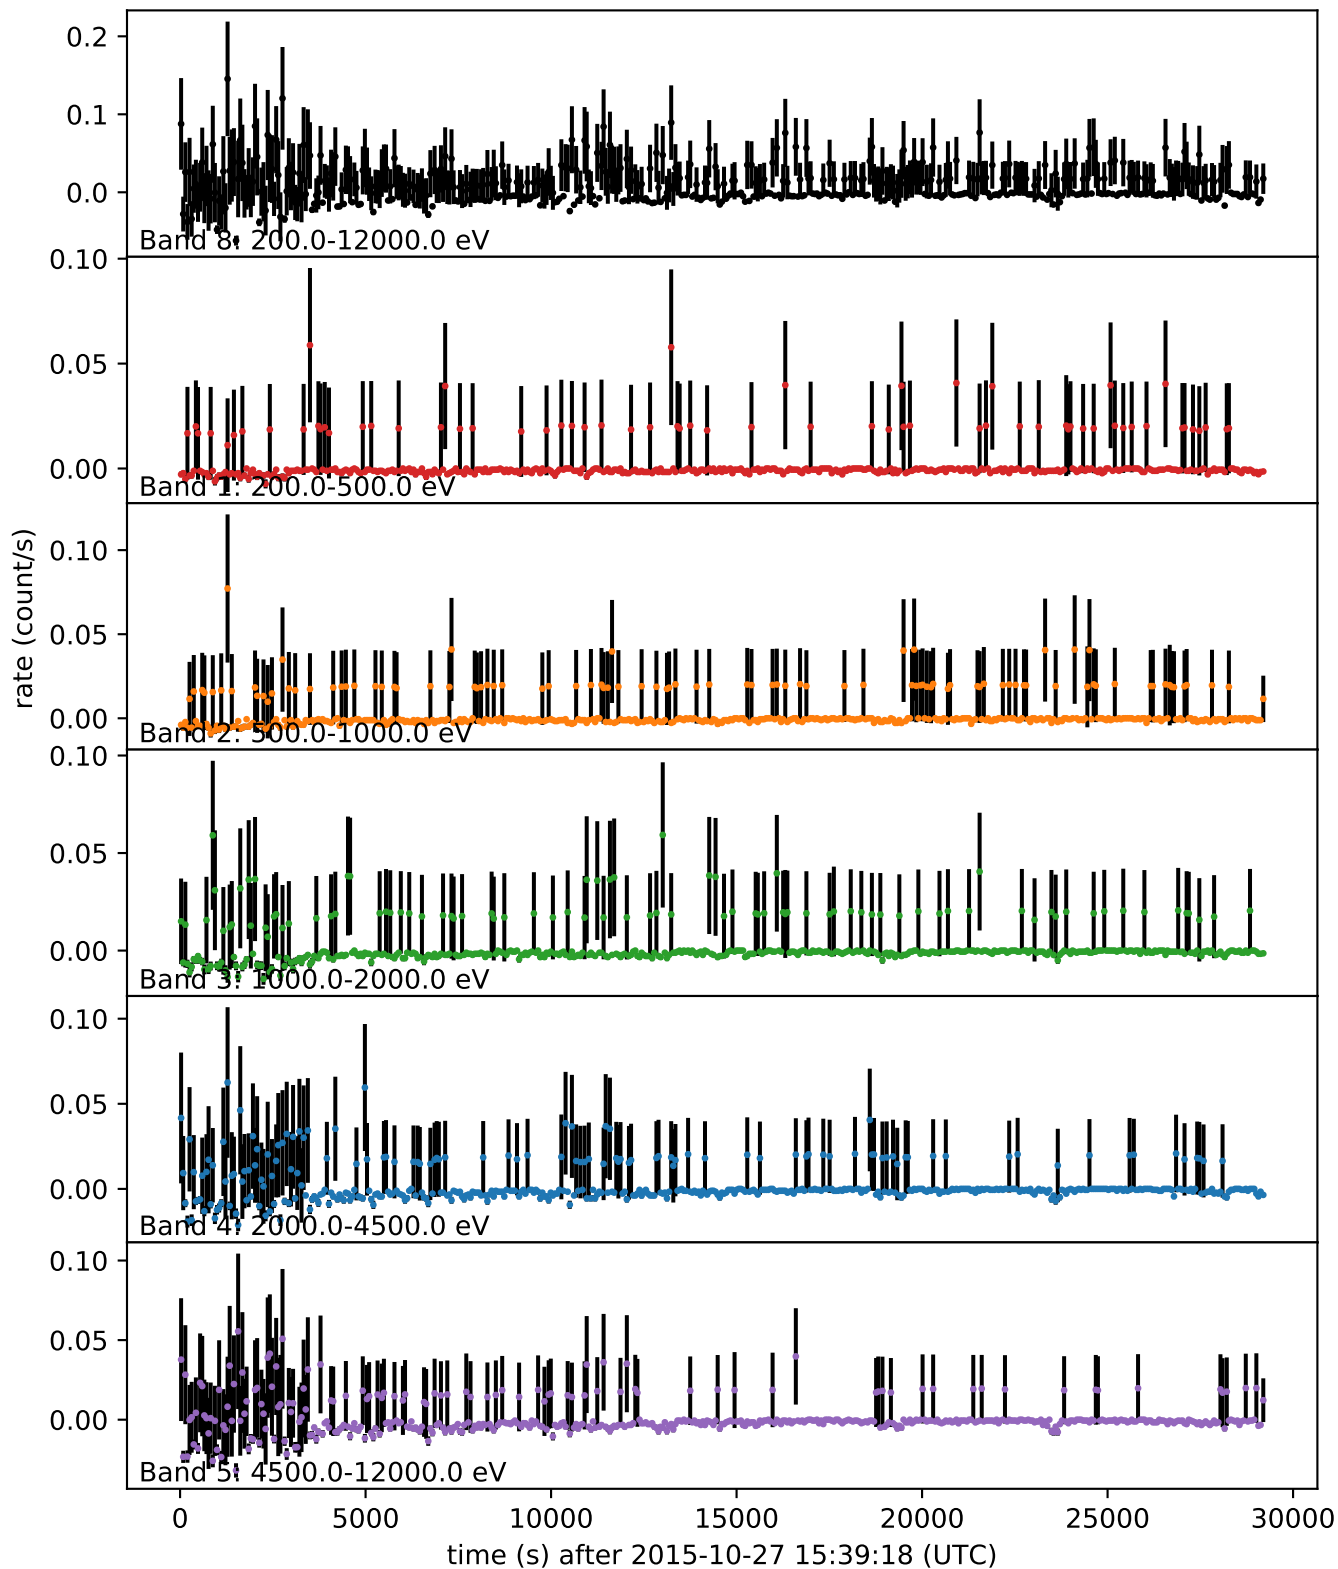 0.2
0.1
0.0
Band 8: 200.0-12000.0 eV
0.10
0.05
0.00
Band 1: 200.0-500.0 eV
0.10
0.05
0.00
Band 2: 500.0-1000.0 eV
rate (count/s)
0.10
0.05
0.00
Band 3: 1000.0-2000.0 eV
0.10
0.05
0.00
Band 4: 2000.0-4500.0 eV
0.10
0.05
0.00
Band 5: 4500.0-12000.0 eV
0 5000 10000 15000 20000 25000 30000
time (s) after 2015-10-27 15:39:18 (UTC)